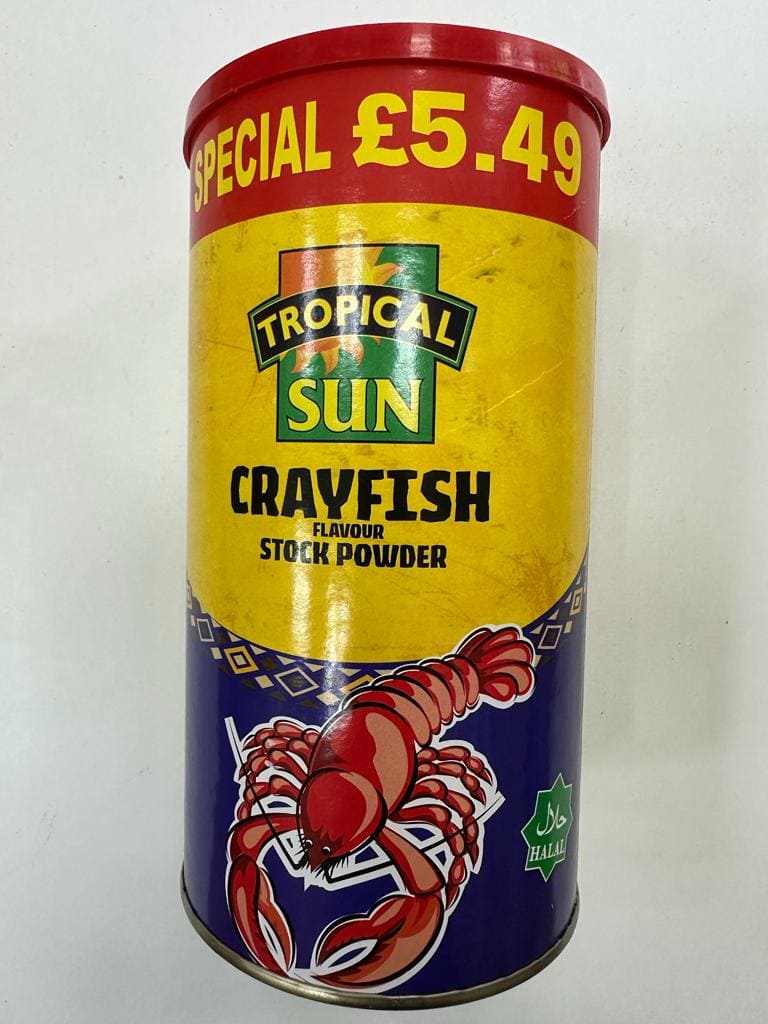 SPECIAL £5.49
TROPICAL
SUN
CRAYFISH
FLAVOUR
STOCK POWDER
حلال
HALAL